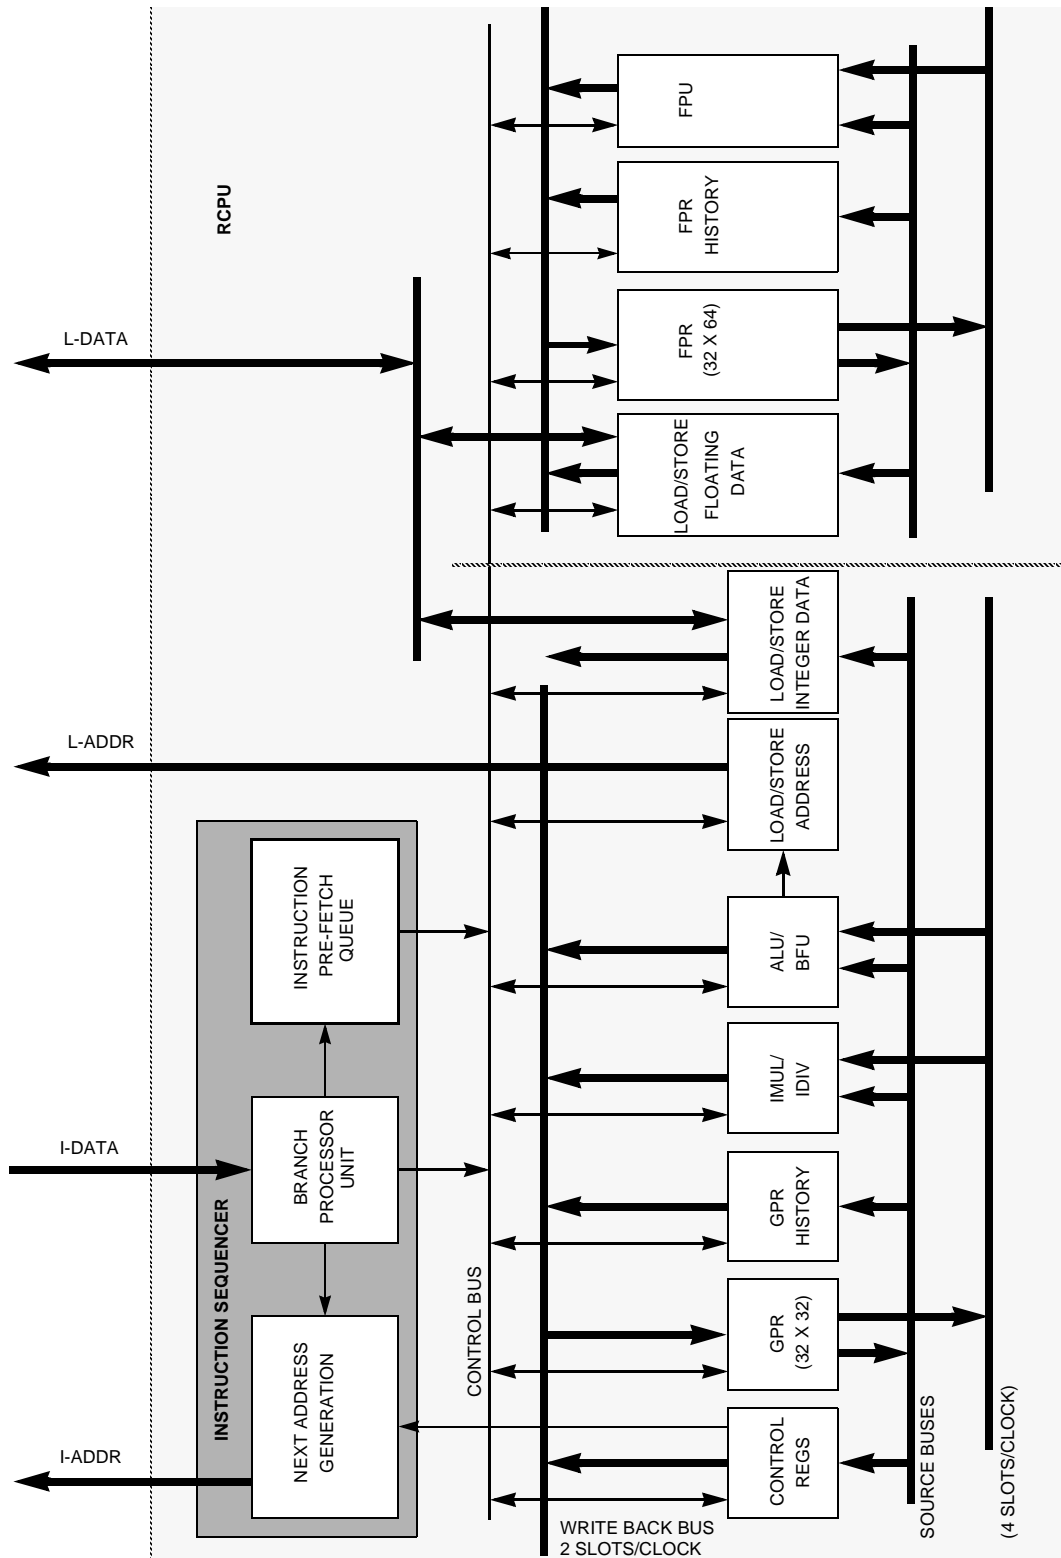 RCPU
L-DATA
L-ADDR
I-DATA
I-ADDR
INSTRUCTION SEQUENCER
INSTRUCTION
PRE-FETCH
QUEUE
BRANCH
PROCESSOR
UNIT
NEXT ADDRESS
GENERATION
CONTROL BUS
WRITE BACK BUS
2 SLOTS/CLOCK
FPU
FPR
HISTORY
FPR
(32 X 64)
LOAD/STORE
FLOATING
DATA
LOAD/STORE
INTEGER DATA
LOAD/STORE
ADDRESS
ALU/
BFU
IMUL/
IDIV
GPR
HISTORY
GPR
(32 X 32)
CONTROL
REGS
SOURCE BUSES
(4 SLOTS/CLOCK)